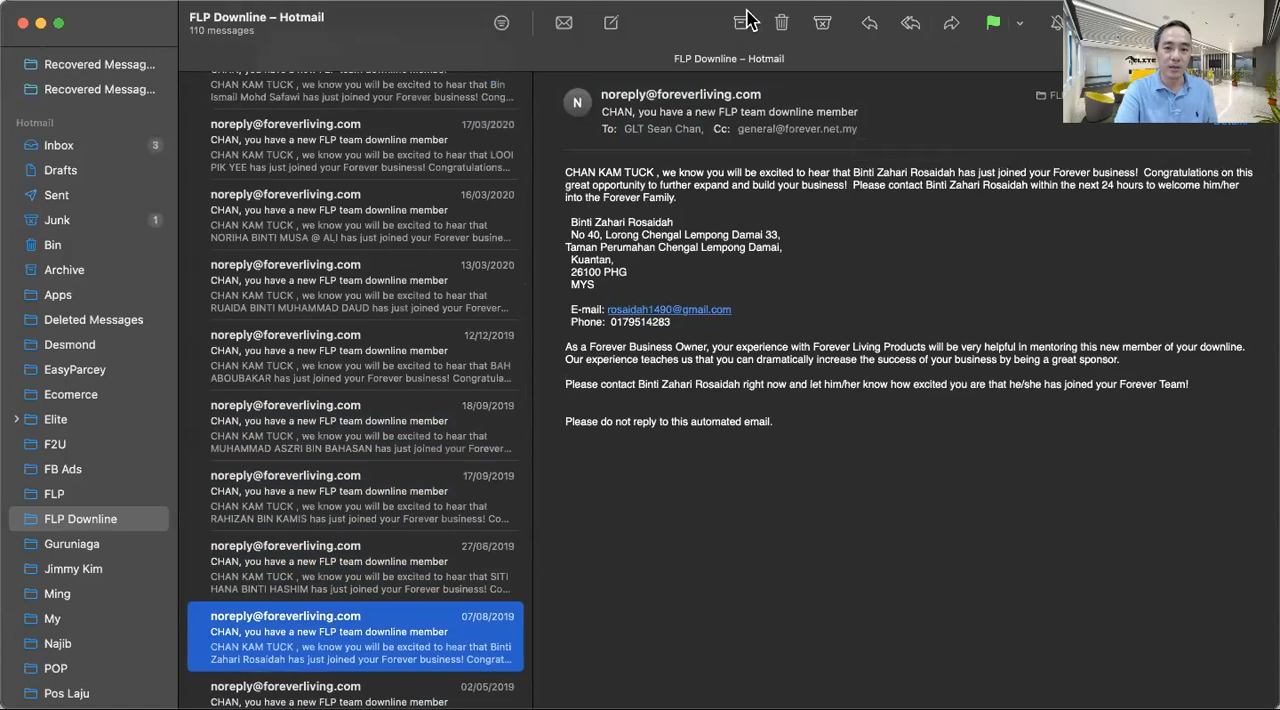 FLP Downline – Hotmail
110 messages
FLP Downline – Hotmail
Recovered Messag...
Recovered Messag...
Hotmail
Inbox 3
Drafts
Sent
Junk 1
Bin
Archive
Apps
Deleted Messages
Desmond
EasyParcey
Ecomerce
Elite
F2U
FB Ads
FLP
FLP Downline
Guruniaga
Jimmy Kim
Ming
My
Najib
POP
Pos Laju
CHAN KAM TUCK , we know you will be excited to hear that Bin
Ismail Mohd Safawi has just joined your Forever business! Cong...
noreply@foreverliving.com 17/03/2020
CHAN, you have a new FLP team downline member
CHAN KAM TUCK , we know you will be excited to hear that LOOI
PIK YEE has just joined your Forever business! Congratulations...
noreply@foreverliving.com 16/03/2020
CHAN, you have a new FLP team downline member
CHAN KAM TUCK , we know you will be excited to hear that
NORIHA BINTI MUSA @ ALI has just joined your Forever busine...
noreply@foreverliving.com 13/03/2020
CHAN, you have a new FLP team downline member
CHAN KAM TUCK , we know you will be excited to hear that
RUAIDA BINTI MUHAMMAD DAUD has just joined your Forever...
noreply@foreverliving.com 12/12/2019
CHAN, you have a new FLP team downline member
CHAN KAM TUCK , we know you will be excited to hear that BAH
ABOUBAKAR has just joined your Forever business! Congratula...
noreply@foreverliving.com 18/09/2019
CHAN, you have a new FLP team downline member
CHAN KAM TUCK , we know you will be excited to hear that
MUHAMMAD ASZRI BIN BAHASAN has just joined your Forever...
noreply@foreverliving.com 17/09/2019
CHAN, you have a new FLP team downline member
CHAN KAM TUCK , we know you will be excited to hear that
RAHIZAN BIN KAMIS has just joined your Forever business! Co...
noreply@foreverliving.com 27/08/2019
CHAN, you have a new FLP team downline member
CHAN KAM TUCK , we know you will be excited to hear that SITI
HANA BINTI HASHIM has just joined your Forever business! Co...
noreply@foreverliving.com 07/08/2019
CHAN, you have a new FLP team downline member
CHAN KAM TUCK , we know you will be excited to hear that Binti
Zahari Rosaidah has just joined your Forever business! Congrat...
noreply@foreverliving.com 02/05/2019
CHAN, you have a new FLP team downline member
N
noreply@foreverliving.com
CHAN, you have a new FLP team downline member
To: GLT Sean Chan, Cc: general@forever.net.my
CHAN KAM TUCK , we know you will be excited to hear that Binti Zahari Rosaidah has just joined your Forever business! Congratulations on this
great opportunity to further expand and build your business! Please contact Binti Zahari Rosaidah within the next 24 hours to welcome him/her
into the Forever Family.
Binti Zahari Rosaidah
No 40, Lorong Chengal Lempong Damai 33,
Taman Perumahan Chengal Lempong Damai,
Kuantan,
26100 PHG
MYS
E-mail: rosaidah1490@gmail.com
Phone: 0179514283
As a Forever Business Owner, your experience with Forever Living Products will be very helpful in mentoring this new member of your downline.
Our experience teaches us that you can dramatically increase the success of your business by being a great sponsor.
Please contact Binti Zahari Rosaidah right now and let him/her know how excited you are that he/she has joined your Forever Team!
Please do not reply to this automated email.
ELITE